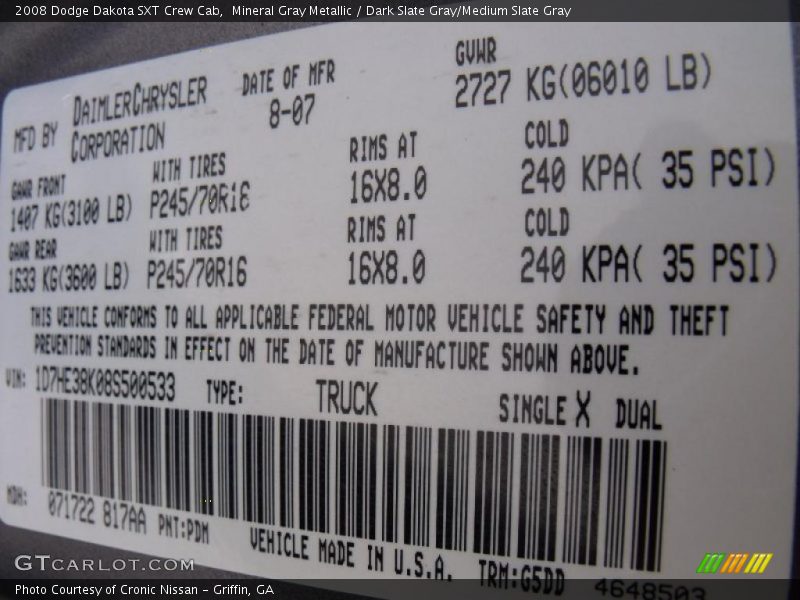 2008 Dodge Dakota SXT Crew Cab, Mineral Gray Metallic / Dark Slate Gray/Medium Slate Gray
MFD BY DAIMLERCHRYSLER CORPORATION DATE OF MFR 8-07 GVWR 2727 KG(06010 LB)
GAWR FRONT WITH TIRES RIMS AT COLD
1407 KG(3100 LB) P245/70R16 16X8.0 240 KPA( 35 PSI)
GAWR REAR WITH TIRES RIMS AT COLD
1633 KG(3600 LB) P245/70R16 16X8.0 240 KPA( 35 PSI)
THIS VEHICLE CONFORMS TO ALL APPLICABLE FEDERAL MOTOR VEHICLE SAFETY AND THEFT
PREVENTION STANDARDS IN EFFECT ON THE DATE OF MANUFACTURE SHOWN ABOVE.
VIN: 1D7HE38K08S500533 TYPE: TRUCK SINGLE X DUAL
MDH: 071722 817AA PNT:PDM VEHICLE MADE IN U.S.A. TRM:G5DD 4648503
GTCARLOT.COM
Photo Courtesy of Cronic Nissan - Griffin, GA